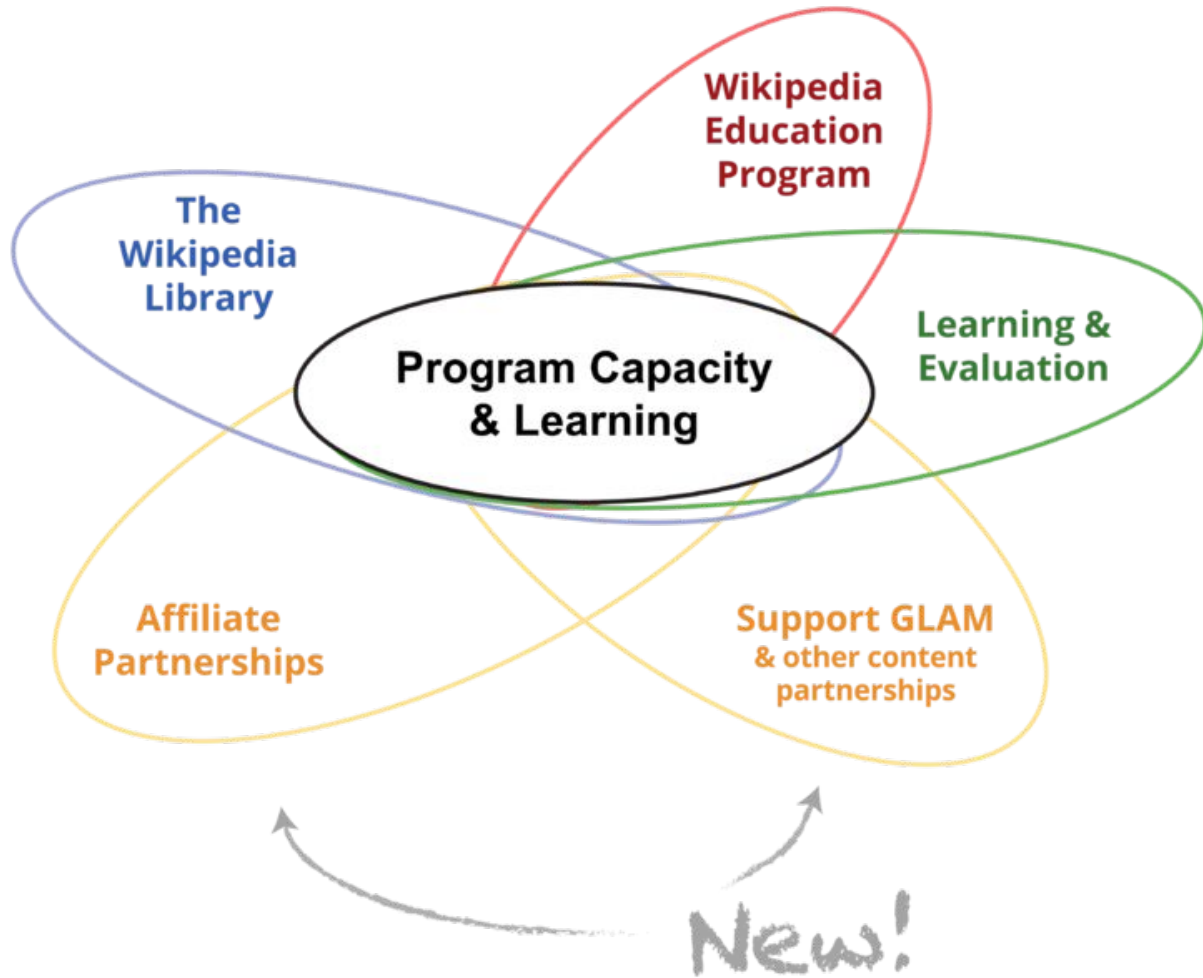 Wikipedia
Education
Program
The
Wikipedia
Library
Learning &
Evaluation
Program Capacity
& Learning
Affiliate
Partnerships
Support GLAM
& other content
partnerships
New!